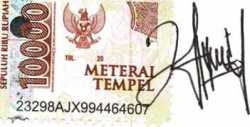 SEPULUH RIBU RUPIAH
10000
TGL. 20
METERAI
TEMPEL
23298AJX994464607